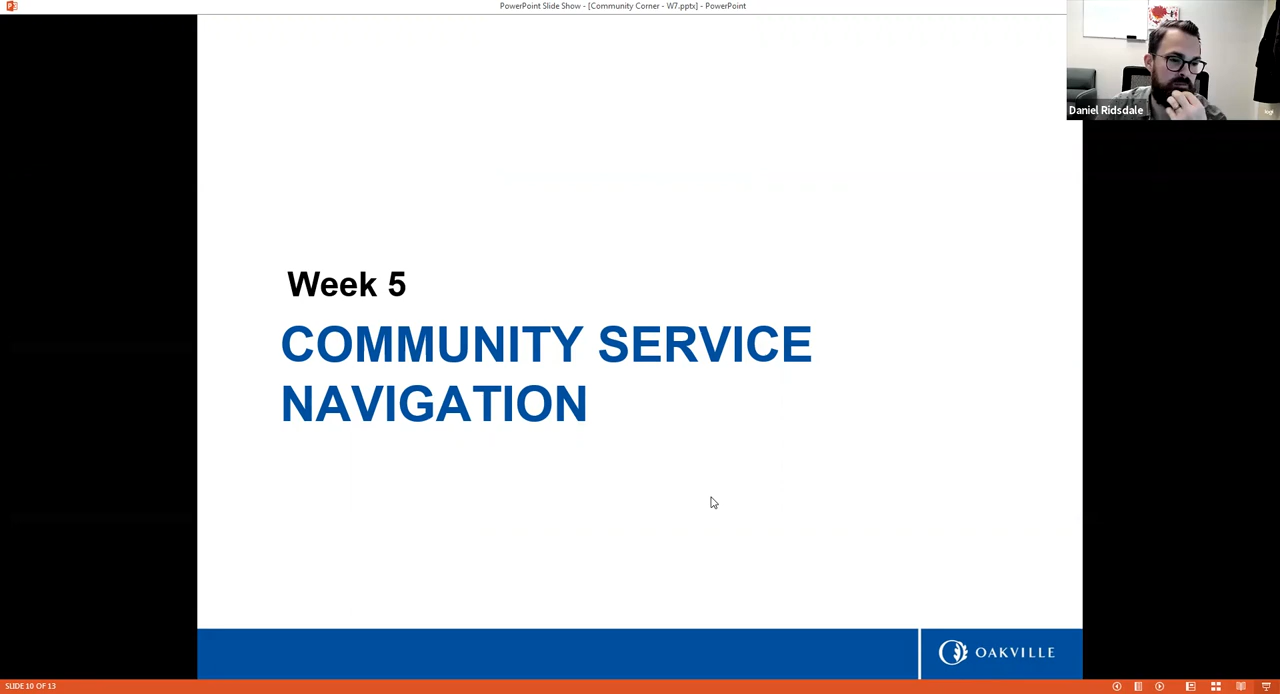 PowerPoint Slide Show - [Community Corner - W7.pptx] - PowerPoint
Daniel Ridsdale
Week 5
COMMUNITY SERVICE
NAVIGATION
OAKVILLE
SLIDE 10 OF 13